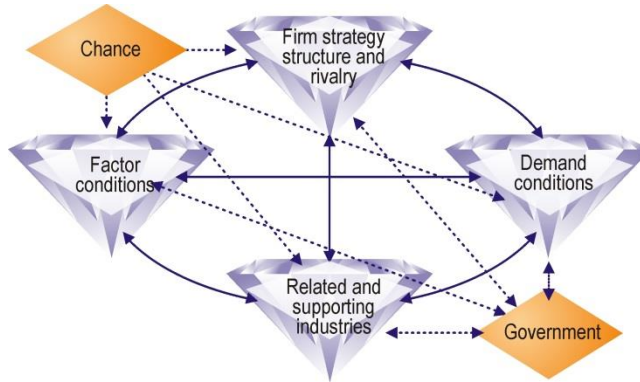 Chance
Firm strategy
structure and
rivalry
Factor
conditions
Demand
conditions
Related and
supporting
industries
Government